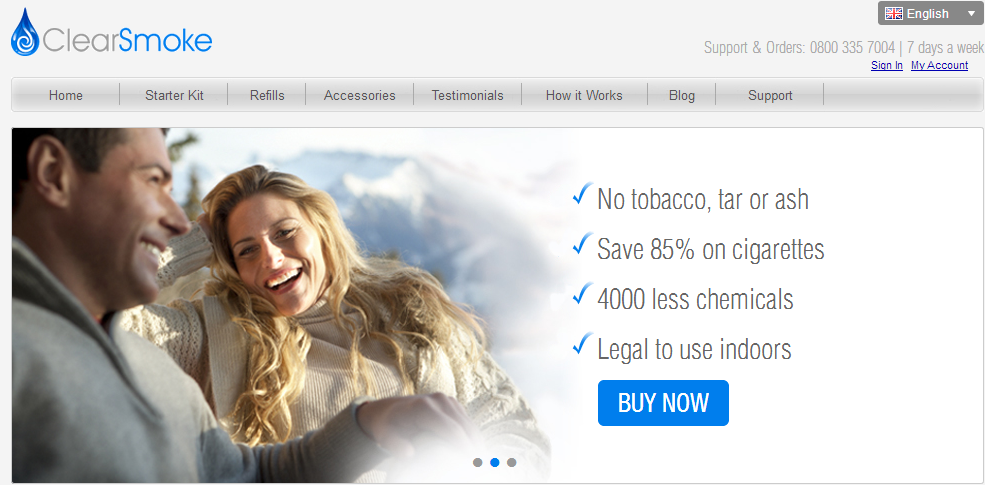 English
ClearSmoke
Support & Orders: 0800 335 7004 | 7 days a week
Sign In My Account
Home Starter Kit Refills Accessories Testimonials How it Works Blog Support
No tobacco, tar or ash
Save 85% on cigarettes
4000 less chemicals
Legal to use indoors
BUY NOW